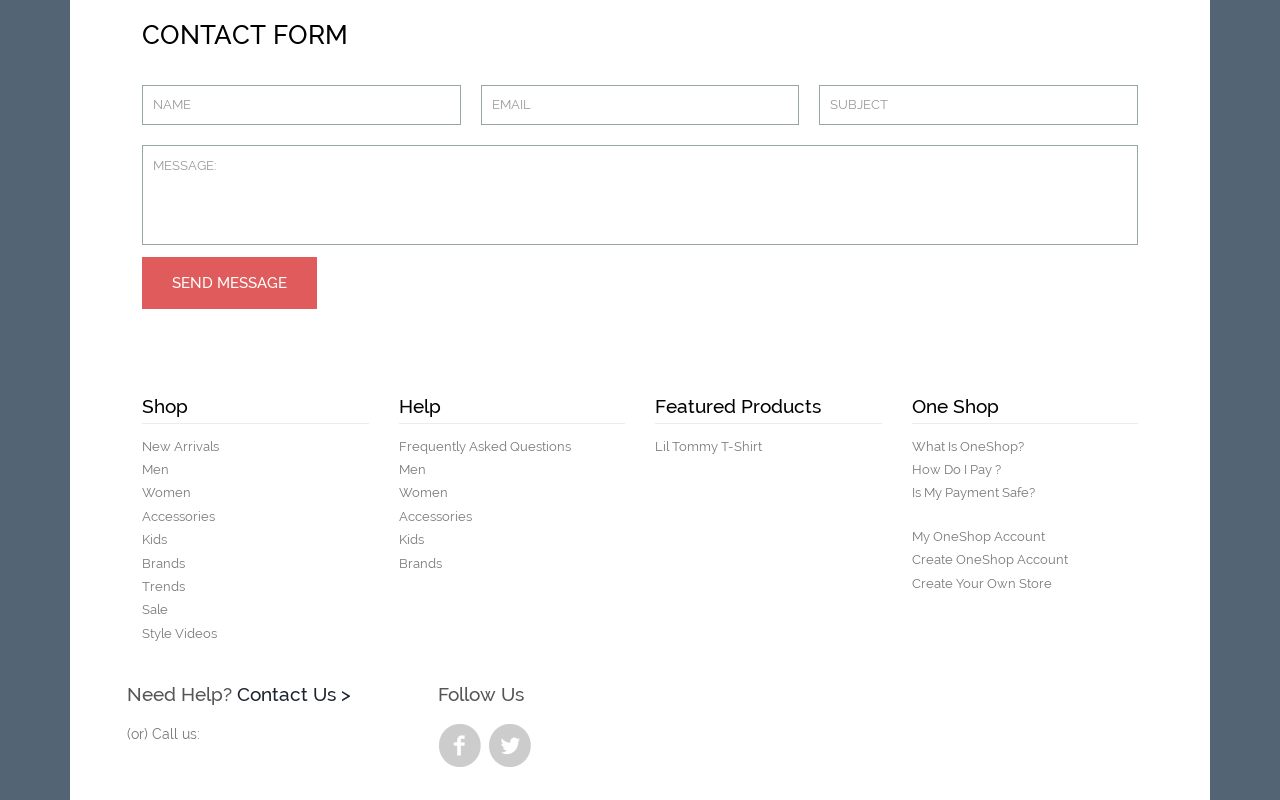 CONTACT FORM
NAME
EMAIL
SUBJECT
MESSAGE:
SEND MESSAGE
Shop
New Arrivals
Men
Women
Accessories
Kids
Brands
Trends
Sale
Style Videos
Help
Frequently Asked Questions
Men
Women
Accessories
Kids
Brands
Featured Products
Lil Tommy T-Shirt
One Shop
What Is OneShop?
How Do I Pay ?
Is My Payment Safe?
My OneShop Account
Create OneShop Account
Create Your Own Store
Need Help? Contact Us >
(or) Call us:
Follow Us